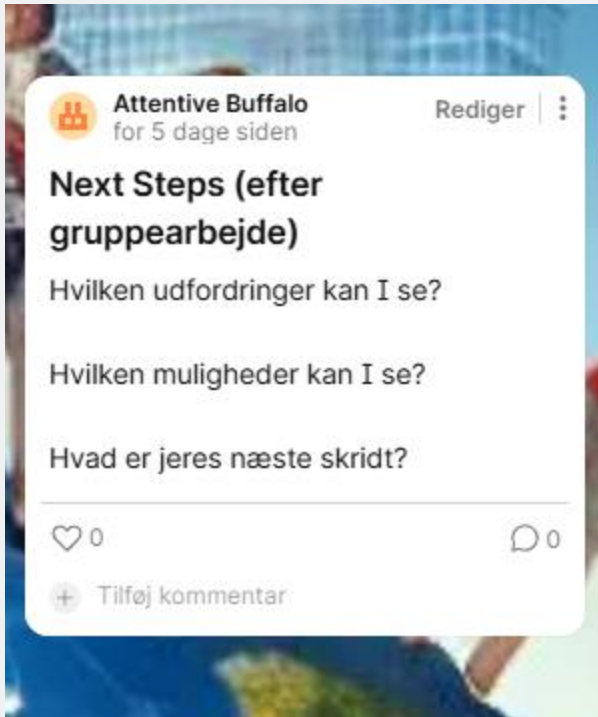 Attentive Buffalo
Rediger
for 5 dage siden
Next Steps (efter
gruppearbejde)
Hvilken udfordringer kan I se?
Hvilken muligheder kan I se?
Hvad er jeres næste skridt?
0
0
Tilføj kommentar